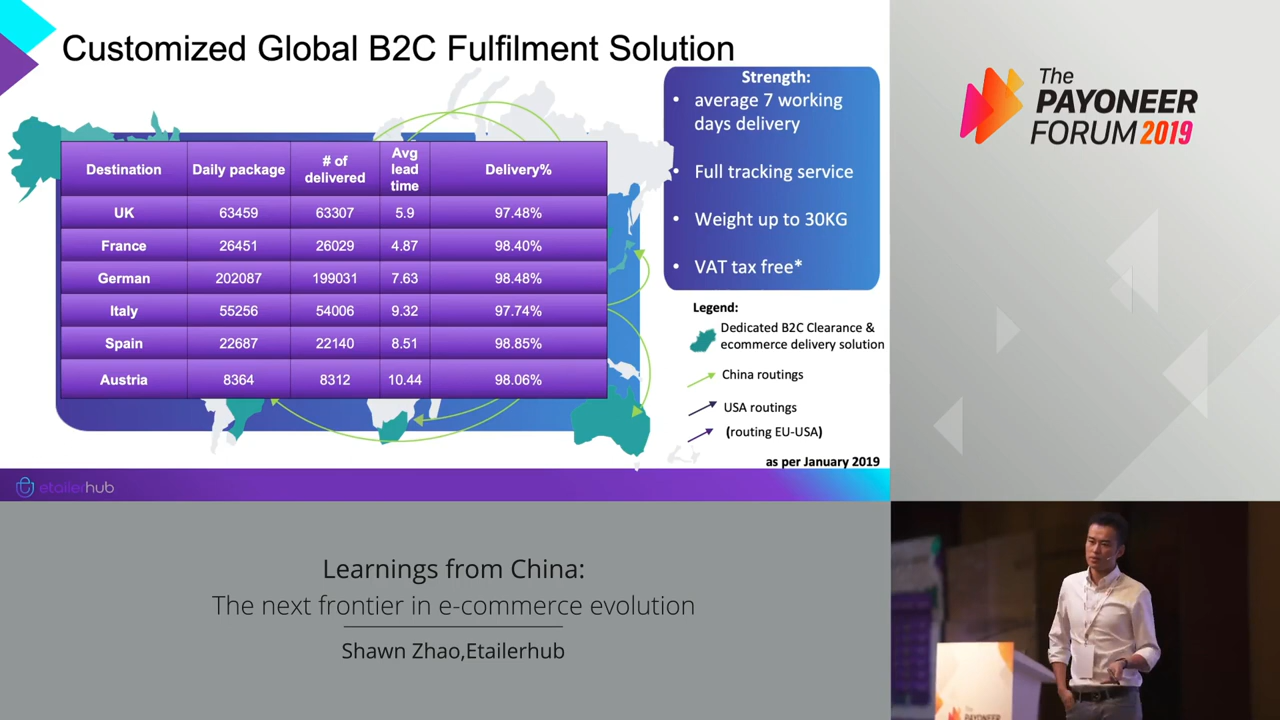 Customized Global B2C Fulfilment Solution
Destination Daily package # of delivered Avg lead time Delivery%
UK 63459 63307 5.9 97.48%
France 26451 26029 4.87 98.40%
German 202087 199031 7.63 98.48%
Italy 55256 54006 9.32 97.74%
Spain 22687 22140 8.51 98.85%
Austria 8364 8312 10.44 98.06%
Strength:
• average 7 working
days delivery
• Full tracking service
• Weight up to 30KG
• VAT tax free*
Legend:
Dedicated B2C Clearance &
ecommerce delivery solution
China routings
USA routings
(routing EU-USA)
as per January 2019
etailerhub
The
PAYONEER
FORUM 2019
Learnings from China:
The next frontier in e-commerce evolution
Shawn Zhao,Etailerhub
The
PAYONEER